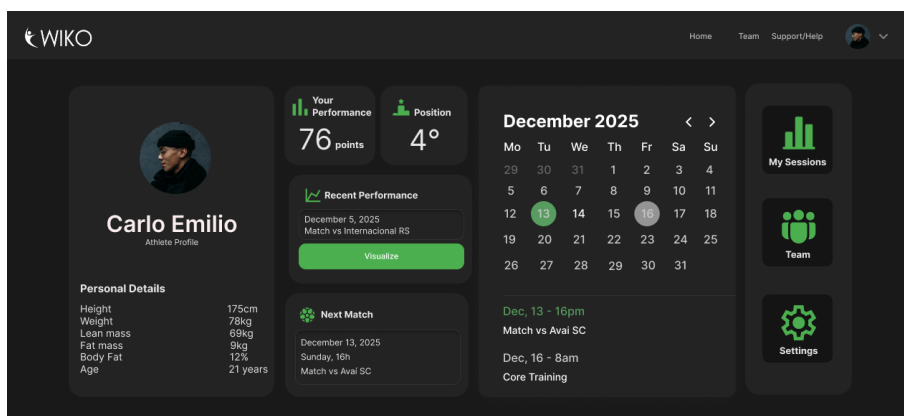 WIKO
Home Team Support/Help
Carlo Emilio
Athlete Profile
Personal Details
Height 175cm
Weight 78kg
Lean mass 69kg
Fat mass 9kg
Body Fat 12%
Age 21 years
Your
Performance
76 points
Position
4°
Recent Performance
December 5, 2025
Match vs Internacional RS
Visualize
Next Match
December 13, 2025
Sunday, 16h
Match vs Avaí SC
December 2025 < >
Mo Tu We Th Fr Sa Su
29 30 31 1 2 3 4
5 6 7 8 9 10 11
12 13 14 15 16 17 18
19 20 21 22 23 24 25
26 27 28 29 30 31
Dec, 13 - 16pm
Match vs Avai SC
Dec, 16 - 8am
Core Training
My Sessions
Team
Settings